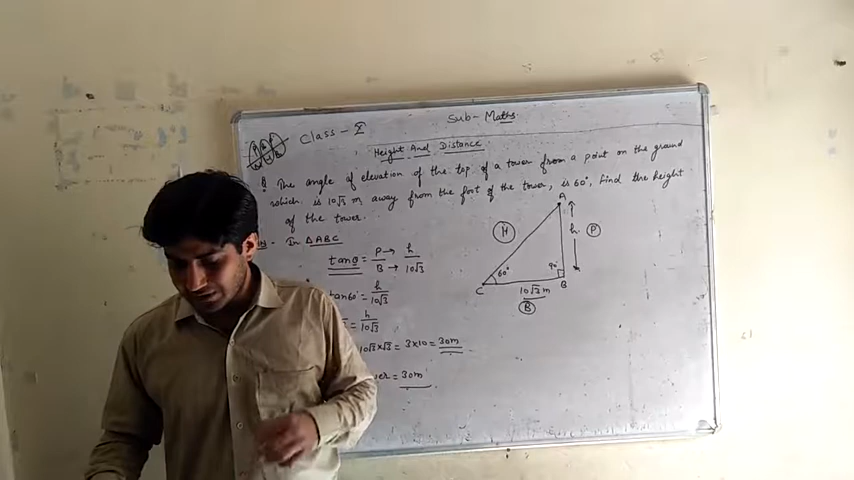 Sub - Maths
Class - X
Height And Distance
Q The angle of elevation of the top of a tower from a point on the ground
which is 10√3 m away from the foot of the tower, is 60°, find the height
of the tower.
In △ABC
tanθ = P/B → h/10√3
tan60° = h/10√3
= h/10√3
10√3×√3 = 3×10 = 30m
= 30m
A
H
h
P
60°
90°
C
10√3 m
B
B